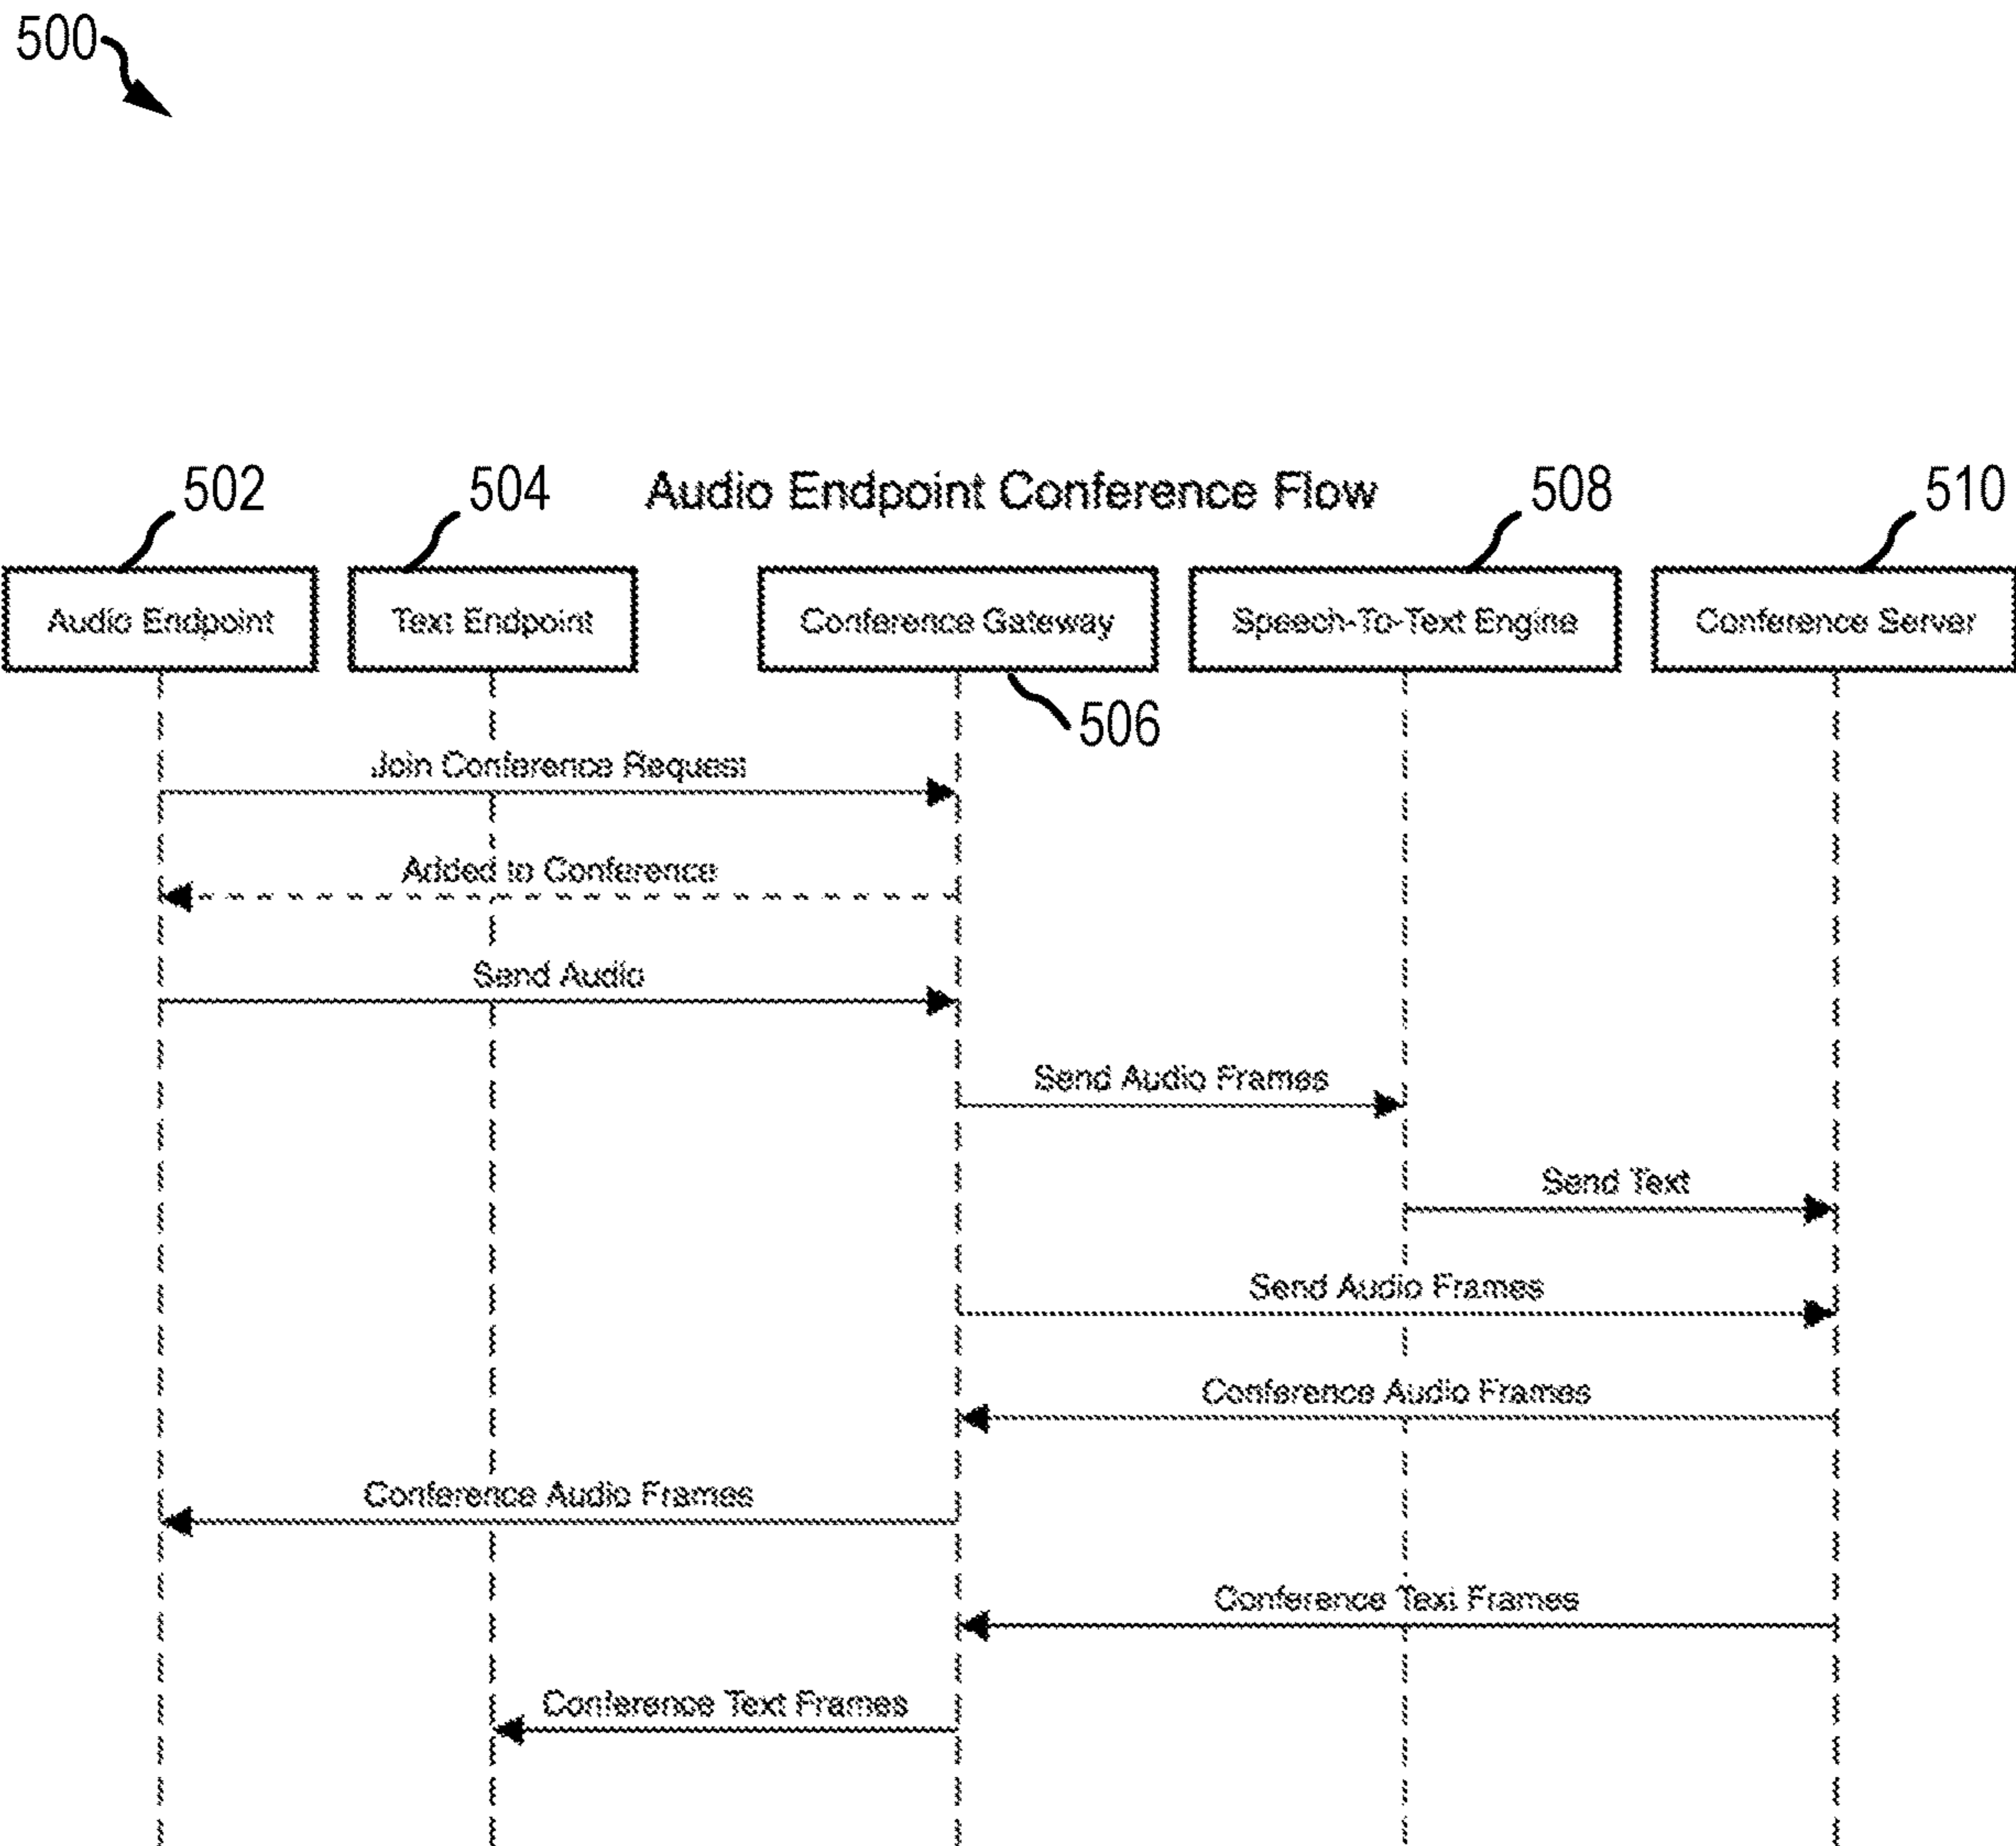 500
502
504
Audio Endpoint Conference Flow
508
510
Audio Endpoint
Text Endpoint
Conference Gateway
Speech-To-Text Engine
Conference Server
506
Join Conference Request
Added to Conference
Send Audio
Send Audio Frames
Send Text
Send Audio Frames
Conference Audio Frames
Conference Audio Frames
Conference Text Frames
Conference Text Frames